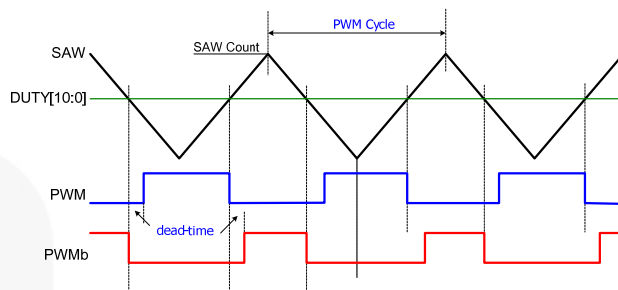 PWM Cycle
SAW
SAW Count
DUTY[10:0]
PWM
dead-time
PWMb